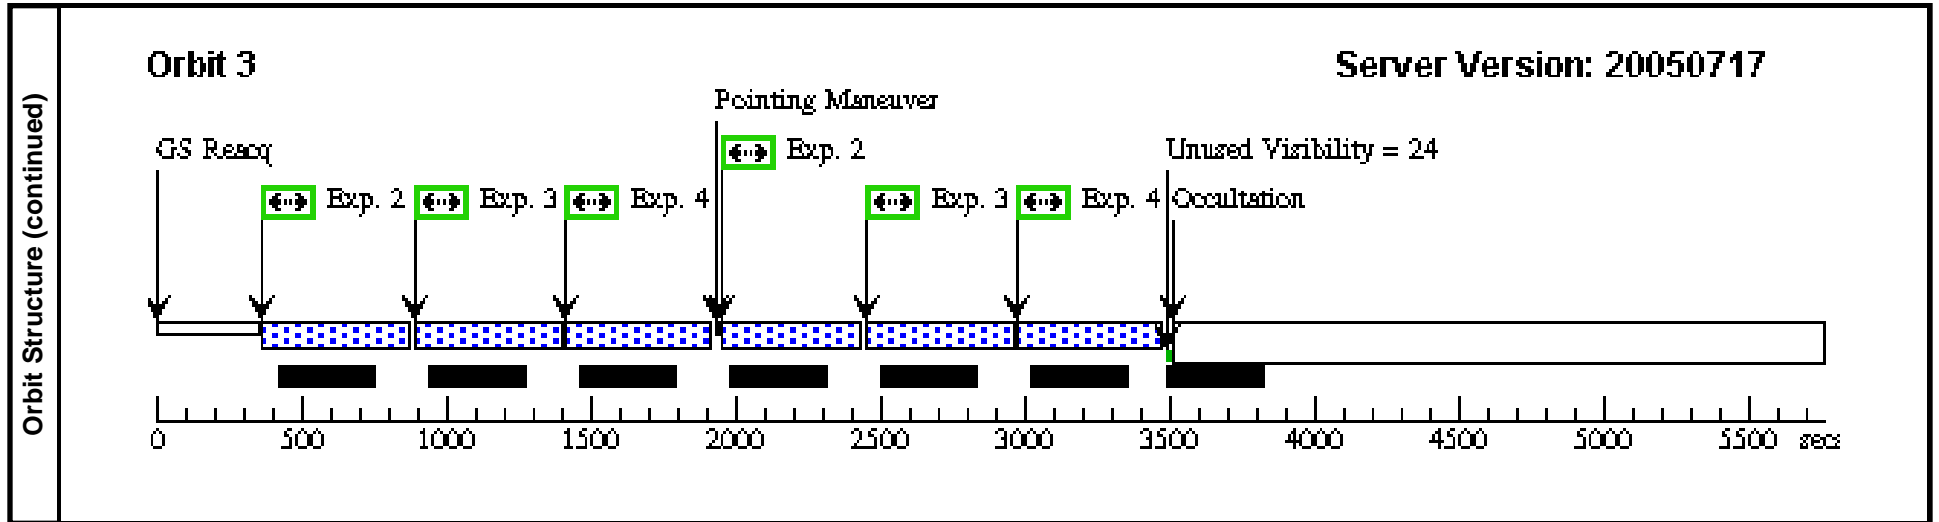 Orbit Structure (continued)
Orbit 3
Server Version: 20050717
Pointing Maneuver
GS Reacq
Exp. 2
Unused Visibility = 24
Exp. 2
Exp. 3
Exp. 4
Exp. 3
Exp. 4
Occultation
0 500 1000 1500 2000 2500 3000 3500 4000 4500 5000 5500 secs